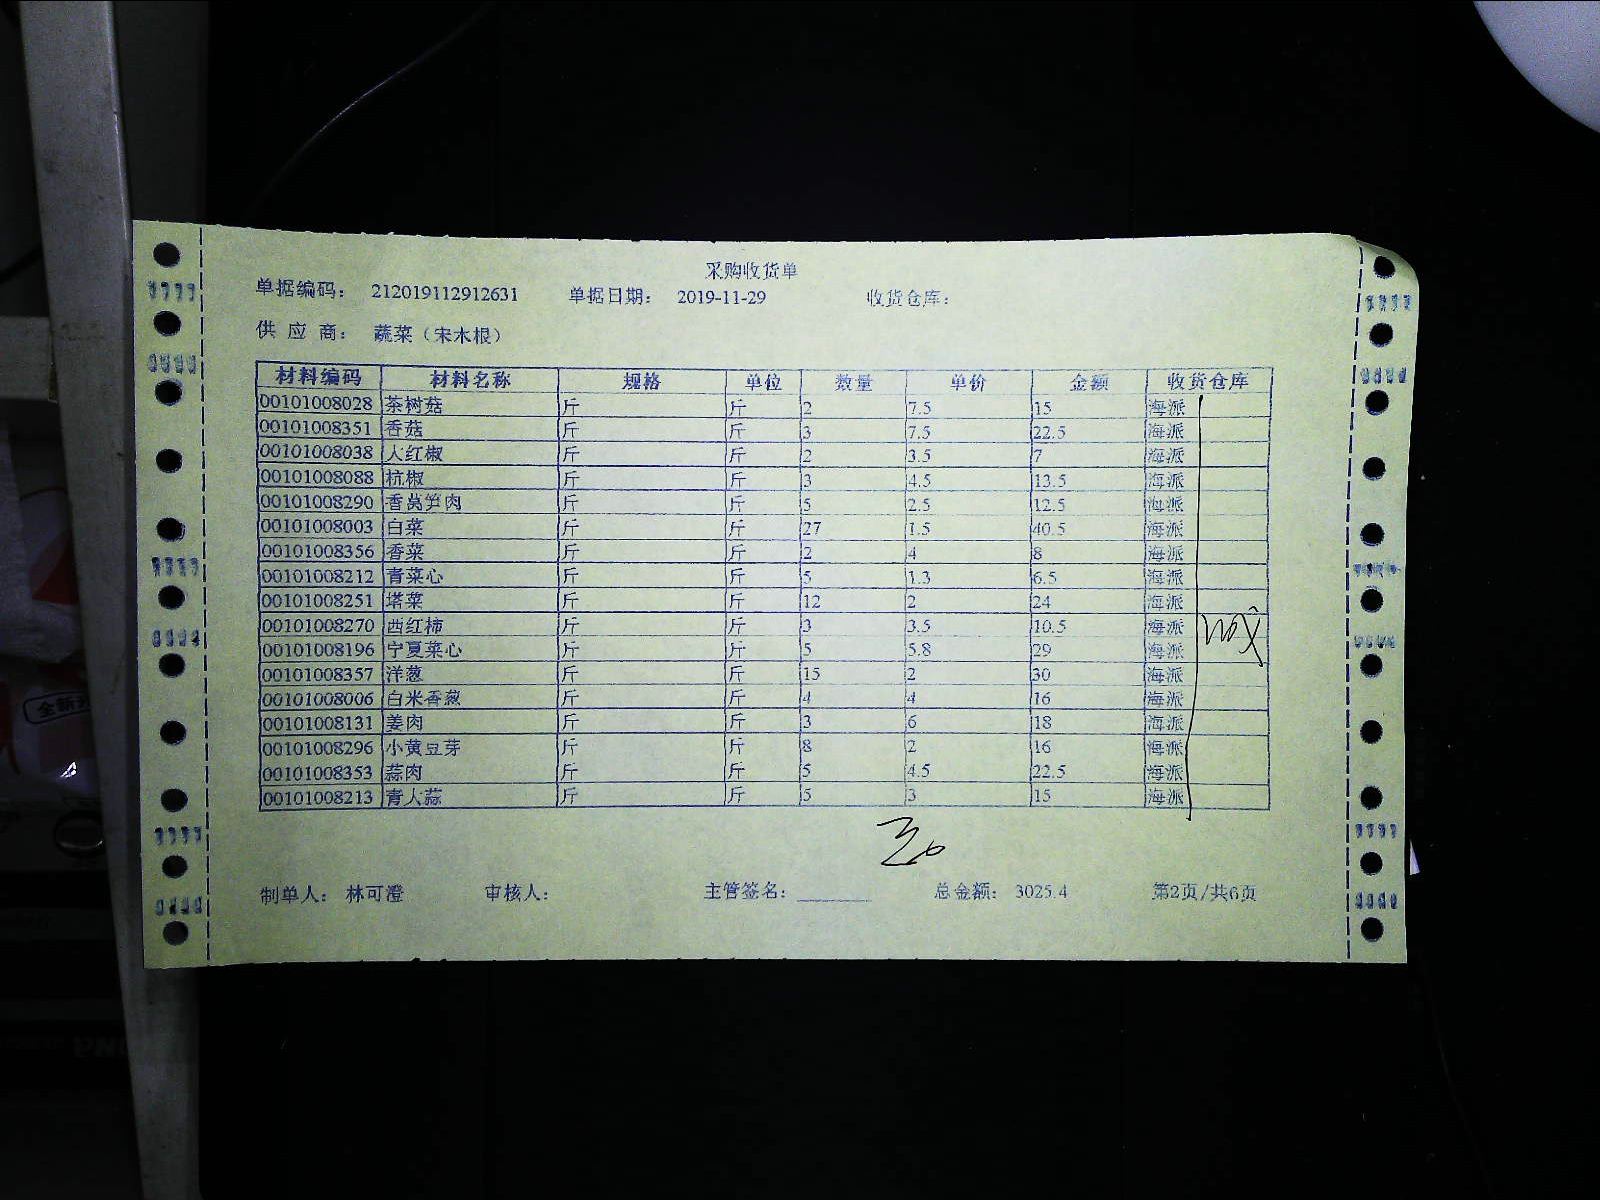 采购收货单
单据编码： 212019112912631 单据日期： 2019-11-29 收货仓库：
供 应 商： 蔬菜（宋木根）
材料编码 材料名称 规格 单位 数量 单价 金额 收货仓库
00101008028 茶树菇 斤 斤 2 7.5 15 海派
00101008351 香菇 斤 斤 3 7.5 22.5 海派
00101008038 大红椒 斤 斤 2 3.5 7 海派
00101008088 杭椒 斤 斤 3 4.5 13.5 海派
00101008290 香莴笋肉 斤 斤 5 2.5 12.5 海派
00101008003 白菜 斤 斤 27 1.5 40.5 海派
00101008356 香菜 斤 斤 2 4 8 海派
00101008212 青菜心 斤 斤 5 1.3 6.5 海派
00101008251 塔菜 斤 斤 12 2 24 海派
00101008270 西红柿 斤 斤 3 3.5 10.5 海派
00101008196 宁夏菜心 斤 斤 5 5.8 29 海派
00101008357 洋葱 斤 斤 15 2 30 海派
00101008006 白米香葱 斤 斤 4 4 16 海派
00101008131 姜肉 斤 斤 3 6 18 海派
00101008296 小黄豆芽 斤 斤 8 2 16 海派
00101008353 蒜肉 斤 斤 5 4.5 22.5 海派
00101008213 青大蒜 斤 斤 5 3 15 海派
制单人： 林可澄 审核人： 主管签名： 总金额： 3025.4 第2页/共6页